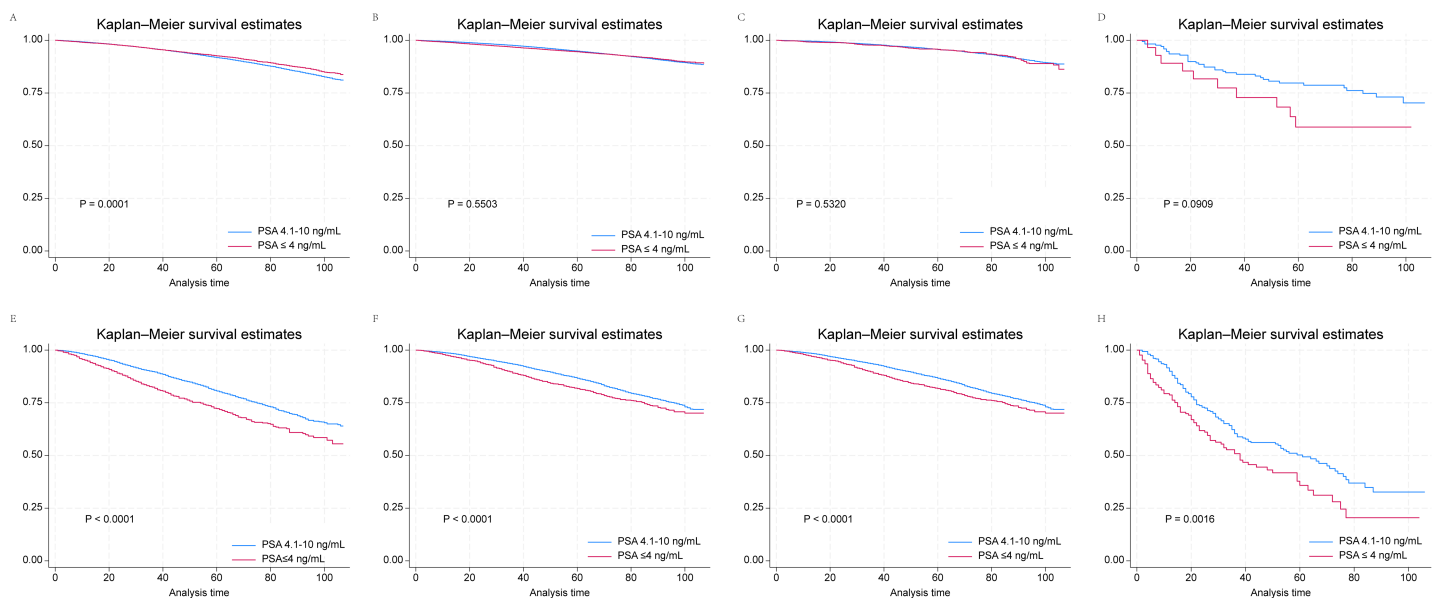 A
Kaplan–Meier survival estimates
1.00
0.75
0.50
0.25
0.00
P = 0.0001
PSA 4.1-10 ng/mL
PSA ≤ 4 ng/mL
0 20 40 60 80 100
Analysis time
B
Kaplan–Meier survival estimates
1.00
0.75
0.50
0.25
0.00
P = 0.5503
PSA 4.1-10 ng/mL
PSA ≤ 4 ng/mL
0 20 40 60 80 100
Analysis time
C
Kaplan–Meier survival estimates
1.00
0.75
0.50
0.25
0.00
P = 0.5320
PSA 4.1-10 ng/mL
PSA ≤ 4 ng/mL
0 20 40 60 80 100
Analysis time
D
Kaplan–Meier survival estimates
1.00
0.75
0.50
0.25
0.00
P = 0.0909
PSA 4.1-10 ng/mL
PSA ≤ 4 ng/mL
0 20 40 60 80 100
Analysis time
E
Kaplan–Meier survival estimates
1.00
0.75
0.50
0.25
0.00
P < 0.0001
PSA 4.1–10 ng/mL
PSA≤4 ng/mL
0 20 40 60 80 100
Analysis time
F
Kaplan–Meier survival estimates
1.00
0.75
0.50
0.25
0.00
P < 0.0001
PSA 4.1–10 ng/mL
PSA ≤4 ng/mL
0 20 40 60 80 100
Analysis time
G
Kaplan–Meier survival estimates
1.00
0.75
0.50
0.25
0.00
P < 0.0001
PSA 4.1–10 ng/mL
PSA ≤4 ng/mL
0 20 40 60 80 100
Analysis time
H
Kaplan–Meier survival estimates
1.00
0.75
0.50
0.25
0.00
P = 0.0016
PSA 4.1-10 ng/mL
PSA ≤ 4 ng/mL
0 20 40 60 80 100
Analysis time